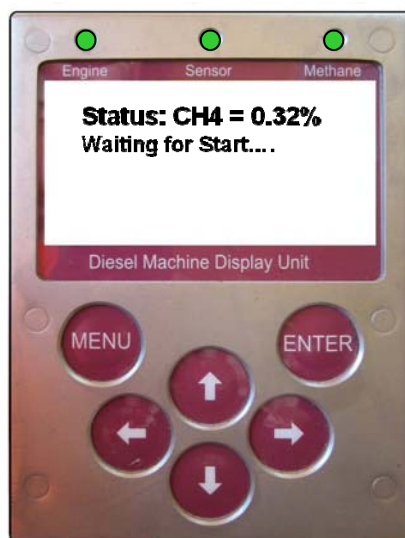 Engine Sensor Methane
Status: CH4 = 0.32%
Waiting for Start....
Diesel Machine Display Unit
MENU ENTER